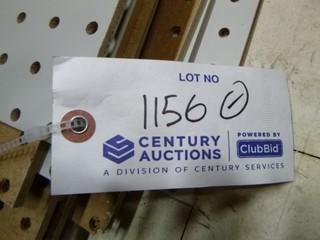 LOT NO
1156 ✓
CENTURY AUCTIONS
POWERED BY
ClubBid
A DIVISION OF CENTURY SERVICES